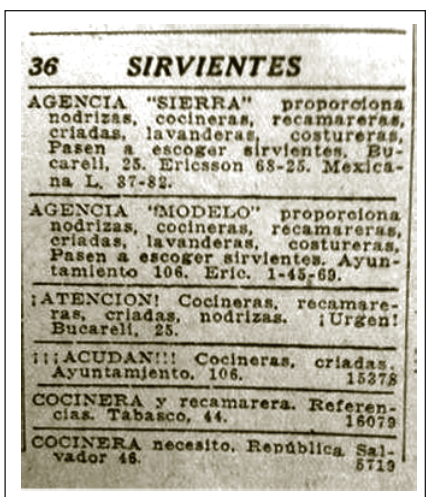 36 SIRVIENTES
AGENCIA "SIERRA" proporciona
nodrizas, cocineras, recamareras,
criadas, lavanderas, costureras.
Pasen a escoger sirvientes. Bu-
careli, 25. Ericsson 68-25. Mexica-
na L. 37-82.
AGENCIA "MODELO" proporciona
nodrizas, cocineras, recamareras,
criadas, lavanderas, costureras.
Pasen a escoger sirvientes. Ayun-
tamiento 106. Eric. 1-45-69.
¡ATENCION! Cocineras, recamare-
ras, criadas, nodrizas. ¡Urgen!
Bucareli, 25.
¡¡¡ACUDAN!!! Cocineras, criadas.
Ayuntamiento, 106. 15378
COCINERA y recamarera. Referen-
cias. Tabasco, 44. 16079
COCINERA necesito. República Sal-
vador 46. 5719